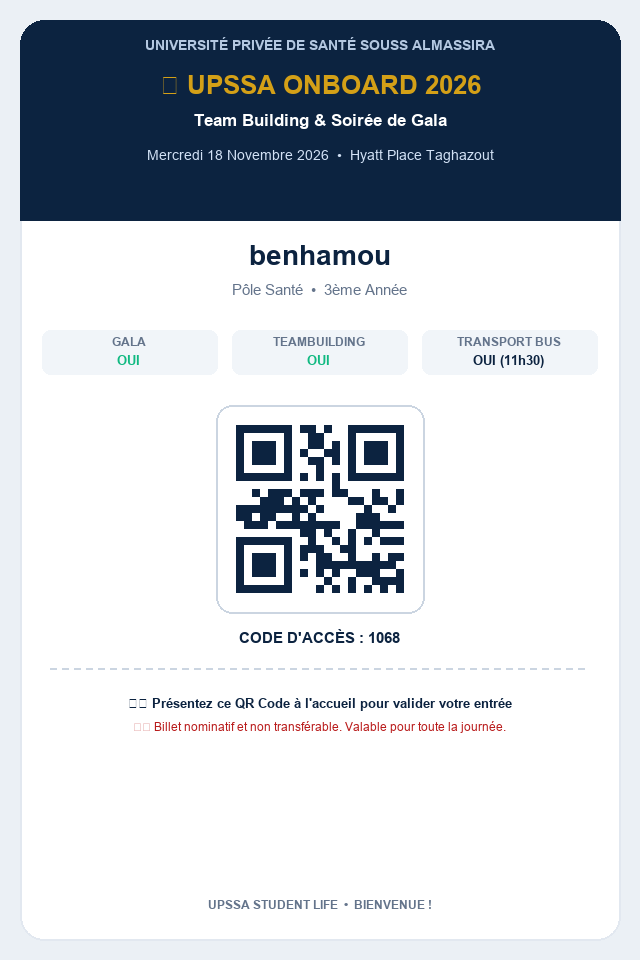 UNIVERSITÉ PRIVÉE DE SANTÉ SOUSS ALMASSIRA
UPSSA ONBOARD 2026
Team Building & Soirée de Gala
Mercredi 18 Novembre 2026 • Hyatt Place Taghazout
benhamou
Pôle Santé • 3ème Année
GALA
OUI
TEAMBUILDING
OUI
TRANSPORT BUS
OUI (11h30)
CODE D'ACCÈS : 1068
Présentez ce QR Code à l'accueil pour valider votre entrée
Billet nominatif et non transférable. Valable pour toute la journée.
UPSSA STUDENT LIFE • BIENVENUE !